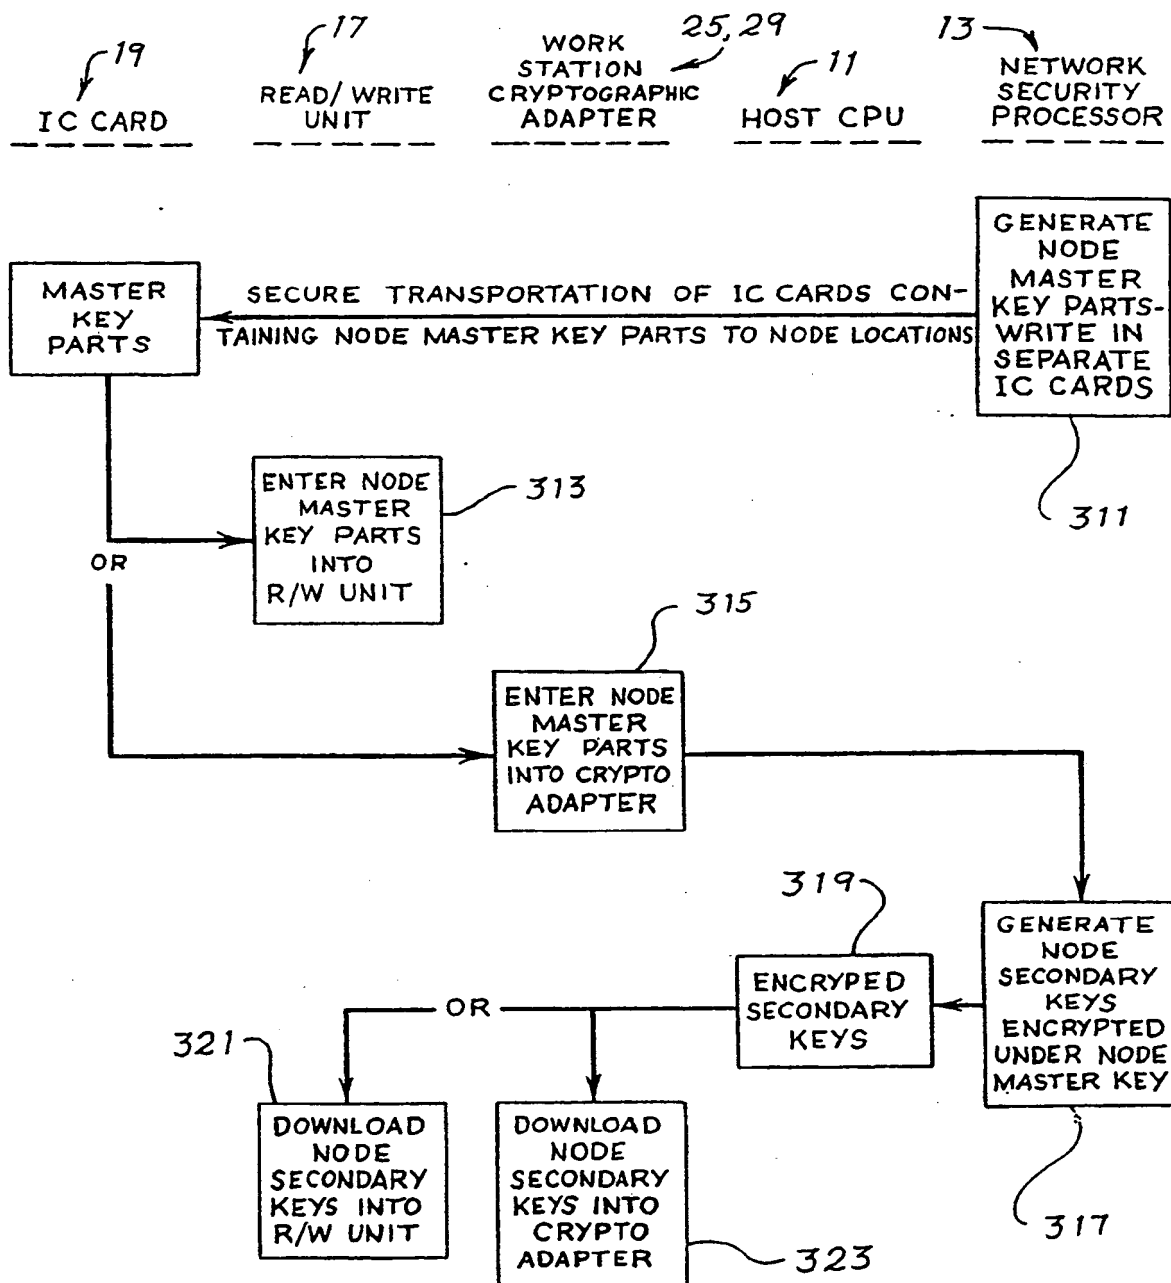 19
IC CARD
17
READ/WRITE
UNIT
25,29
WORK
STATION
CRYPTOGRAPHIC
ADAPTER
11
HOST CPU
13
NETWORK
SECURITY
PROCESSOR
GENERATE
NODE
MASTER
KEY PARTS-
WRITE IN
SEPARATE
IC CARDS
311
SECURE TRANSPORTATION OF IC CARDS CON-
TAINING NODE MASTER KEY PARTS TO NODE LOCATIONS
MASTER
KEY
PARTS
OR
ENTER NODE
MASTER
KEY PARTS
INTO
R/W UNIT
313
315
ENTER NODE
MASTER
KEY PARTS
INTO CRYPTO
ADAPTER
GENERATE
NODE
SECONDARY
KEYS
ENCRYPTED
UNDER NODE
MASTER KEY
317
319
ENCRYPED
SECONDARY
KEYS
OR
321
DOWNLOAD
NODE
SECONDARY
KEYS INTO
R/W UNIT
DOWNLOAD
NODE
SECONDARY
KEYS INTO
CRYPTO
ADAPTER
323